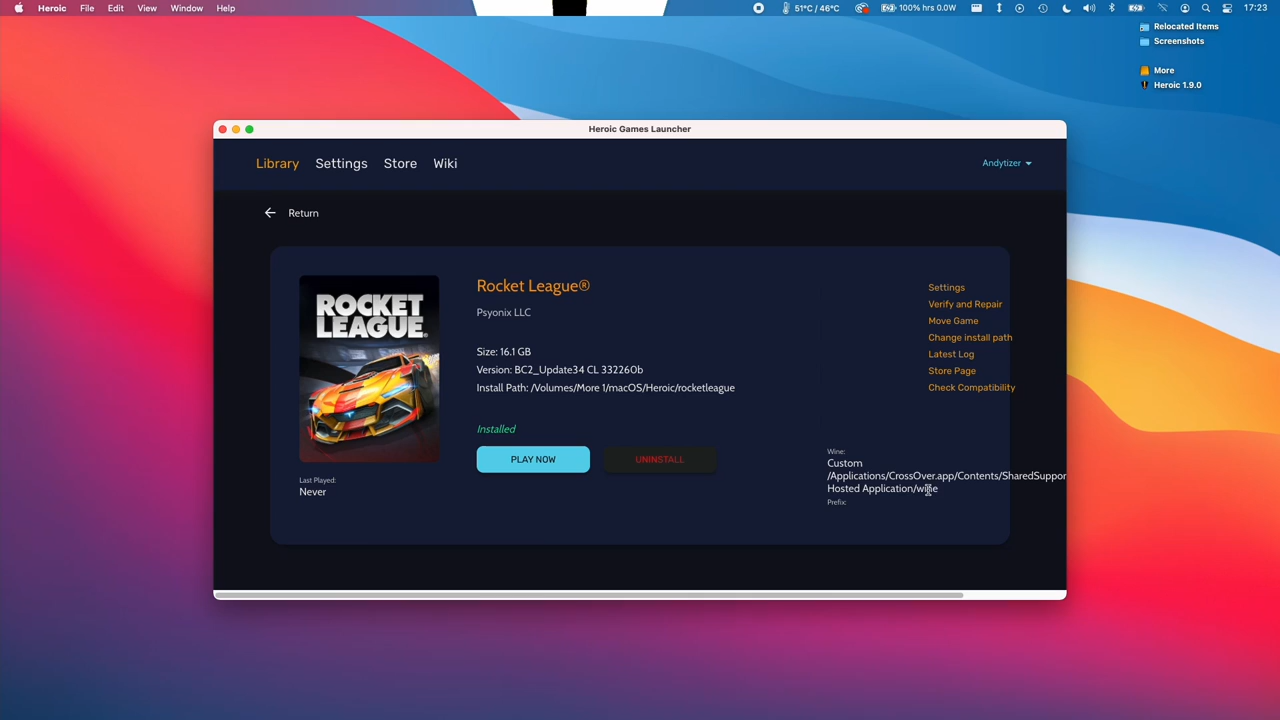 Heroic File Edit View Window Help
51°C / 46°C 100% hrs 0.0W 17:23
Relocated Items
Screenshots
More
Heroic 1.9.0
Heroic Games Launcher
Library Settings Store Wiki
Andytizer
Return
ROCKET
LEAGUE
Rocket League®
Psyonix LLC
Size: 16.1 GB
Version: BC2_Update34 CL 332260b
Install Path: /Volumes/More 1/macOS/Heroic/rocketleague
Installed
PLAY NOW UNINSTALL
Last Played:
Never
Settings
Verify and Repair
Move Game
Change install path
Latest Log
Store Page
Check Compatibility
Wine:
Custom
/Applications/CrossOver.app/Contents/SharedSuppor
Hosted Application/wine
Prefix: